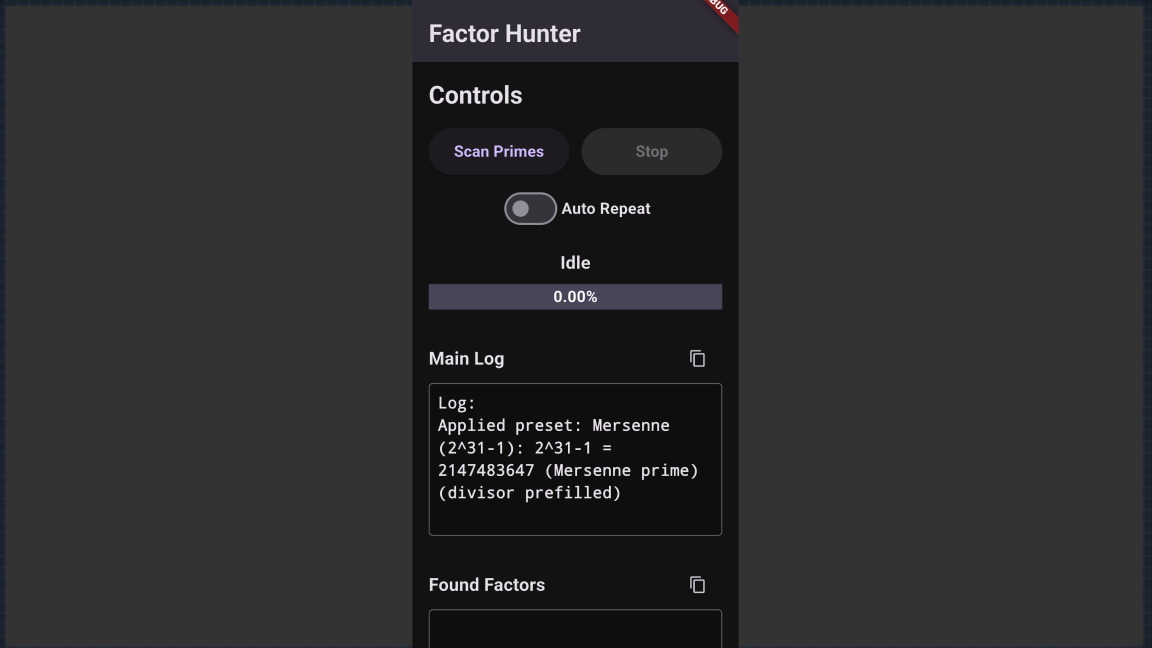 Factor Hunter
Controls
Scan Primes
Stop
Auto Repeat
Idle
0.00%
Main Log
Log:
Applied preset: Mersenne
(2^31-1): 2^31-1 =
2147483647 (Mersenne prime)
(divisor prefilled)
Found Factors